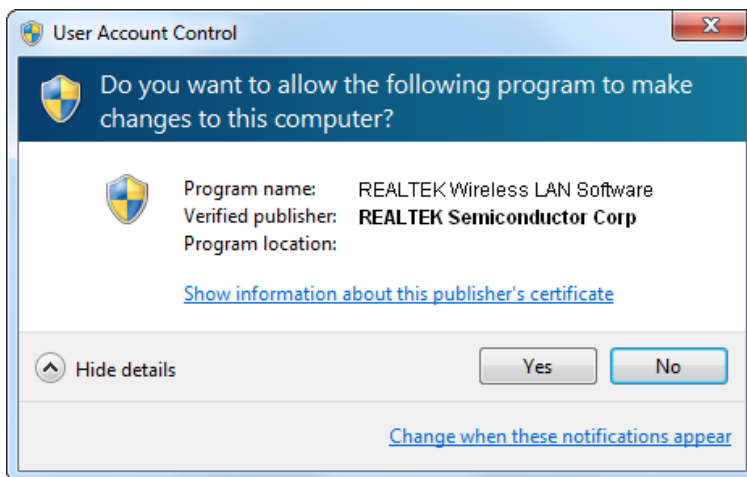 User Account Control
Do you want to allow the following program to make
changes to this computer?
Program name: REALTEK Wireless LAN Software
Verified publisher: REALTEK Semiconductor Corp
Program location:
Show information about this publisher's certificate
Hide details
Yes
No
Change when these notifications appear